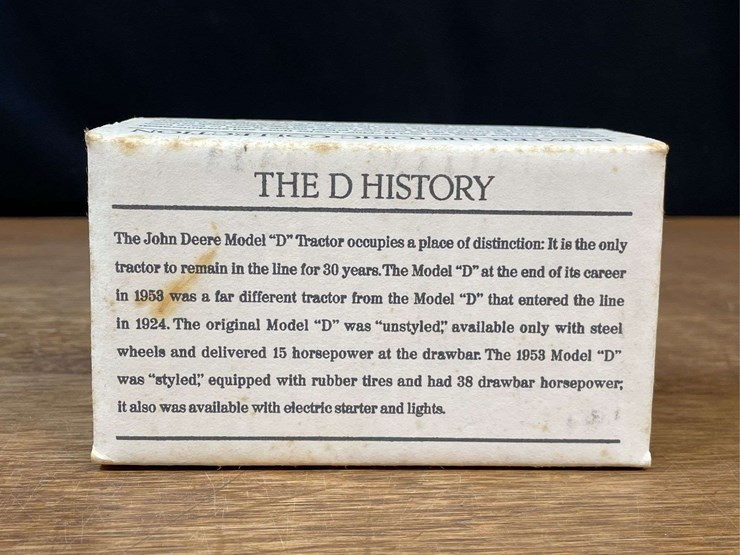 THE D HISTORY
The John Deere Model “D” Tractor occupies a place of distinction: It is the only
tractor to remain in the line for 30 years. The Model “D” at the end of its career
in 1953 was a far different tractor from the Model “D” that entered the line
in 1924. The original Model “D” was “unstyled,” available only with steel
wheels and delivered 15 horsepower at the drawbar. The 1953 Model “D”
was “styled,” equipped with rubber tires and had 38 drawbar horsepower;
it also was available with electric starter and lights.